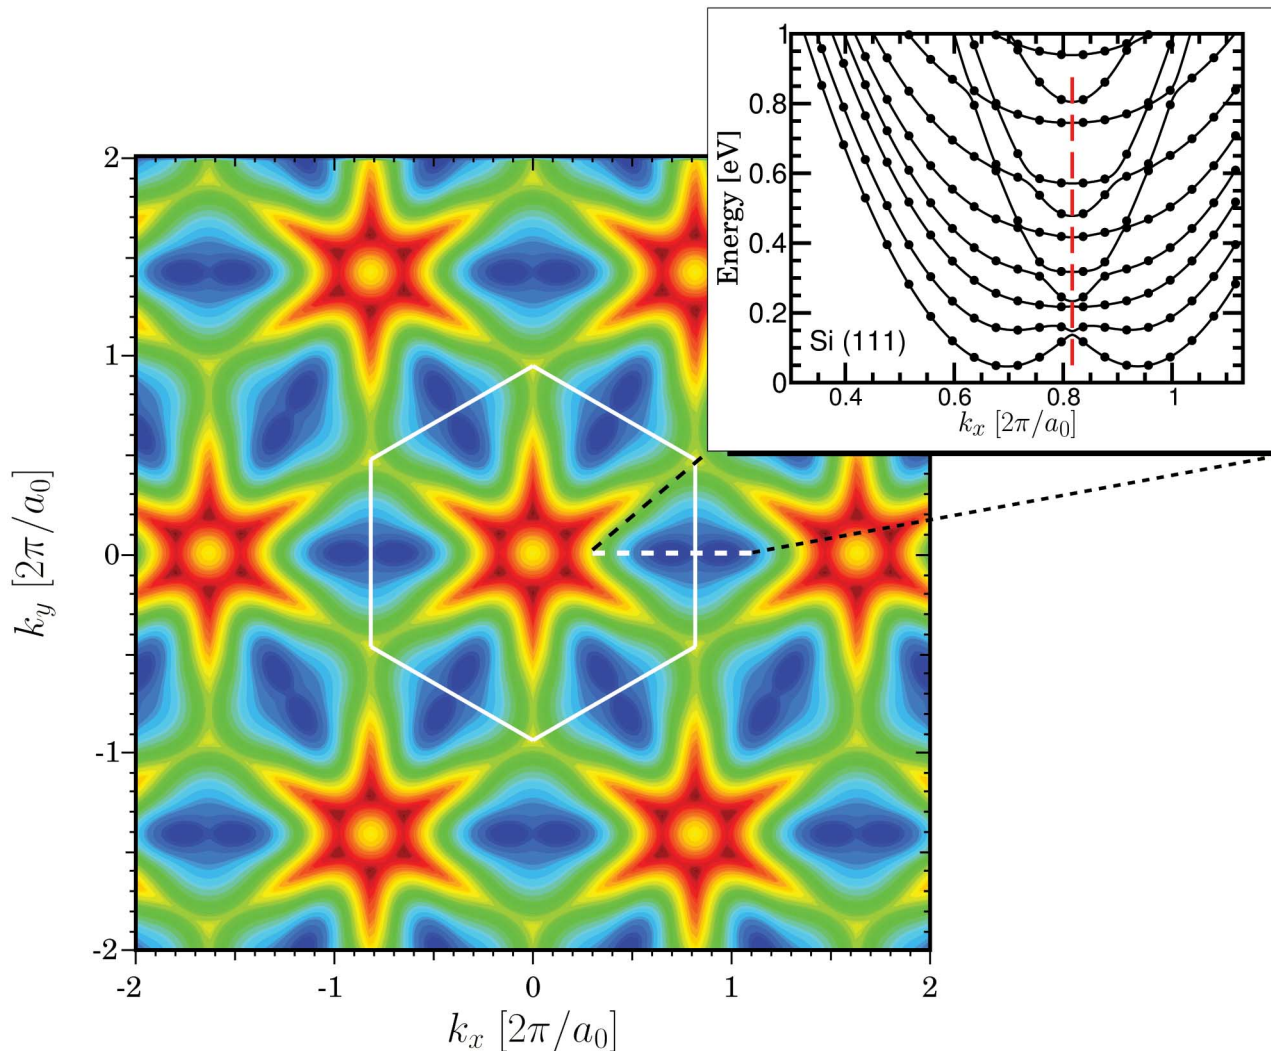 1
0.8
0.6
0.4
0.2
0
Energy [eV]
Si (111)
0.4 0.6 0.8 1
k_x [2π/a_0]
2
1
0
-1
-2
k_y [2π/a_0]
-2 -1 0 1 2
k_x [2π/a_0]